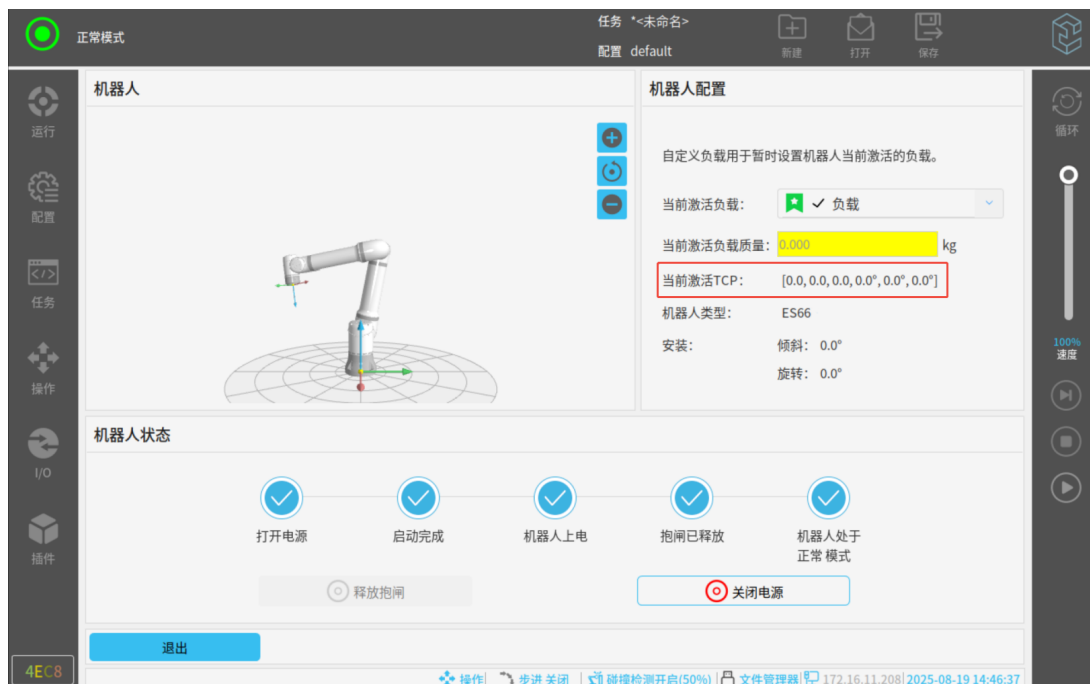 正常模式
任务 *<未命名>
配置 default
新建
打开
保存
运行
配置
任务
操作
I/O
插件
4EC8
机器人
机器人配置
自定义负载用于暂时设置机器人当前激活的负载。
当前激活负载： 负载
当前激活负载质量： 0.000 kg
当前激活TCP： [0.0, 0.0, 0.0, 0.0°, 0.0°, 0.0°]
机器人类型： ES66
安装： 倾斜： 0.0°
旋转： 0.0°
机器人状态
打开电源
启动完成
机器人上电
抱闸已释放
机器人处于
正常 模式
释放抱闸
关闭电源
退出
循环
100%
速度
操作 步进 关闭 碰撞检测开启(50%) 文件管理器 172.16.11.208 2025-08-19 14:46:37